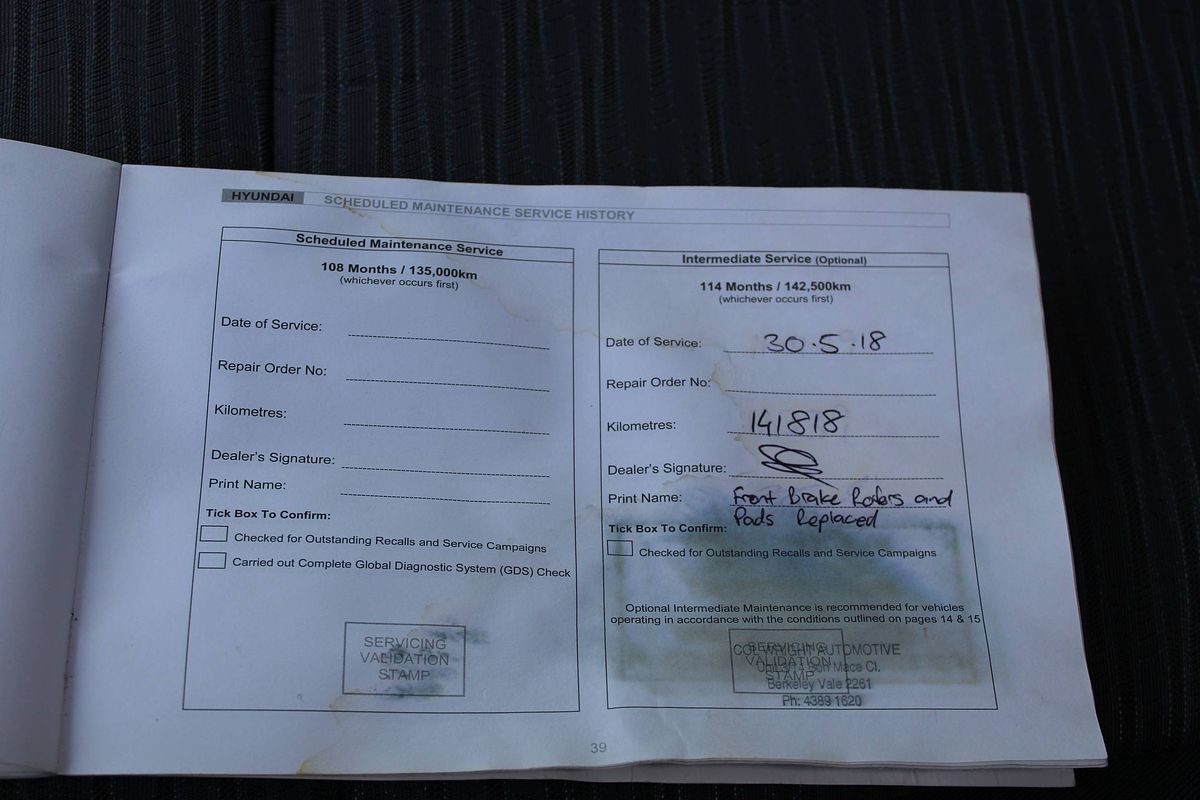 HYUNDAI SCHEDULED MAINTENANCE SERVICE HISTORY
Scheduled Maintenance Service
108 Months / 135,000km
(whichever occurs first)
Date of Service:
Repair Order No:
Kilometres:
Dealer's Signature:
Print Name:
Tick Box To Confirm:
Checked for Outstanding Recalls and Service Campaigns
Carried out Complete Global Diagnostic System (GDS) Check
SERVICING
VALIDATION
STAMP
Intermediate Service (Optional)
114 Months / 142,500km
(whichever occurs first)
Date of Service: 30.5.18
Repair Order No:
Kilometres: 141818
Dealer's Signature:
Print Name: Front Brake Roters and
Pads Replaced
Tick Box To Confirm:
Checked for Outstanding Recalls and Service Campaigns
Optional Intermediate Maintenance is recommended for vehicles
operating in accordance with the conditions outlined on pages 14 & 15
SERVICING
VALIDATION
STAMP
COL WRIGHT AUTOMOTIVE
Mace Cl.
Berkeley Vale 2261
Ph: 4389 1620
39